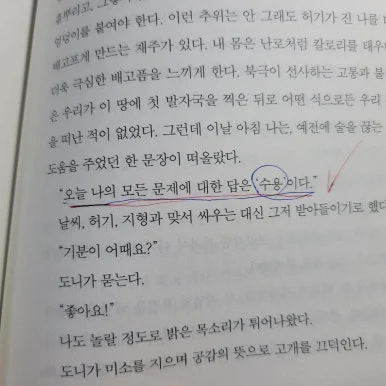 흘뿌리고,
엉덩이를 붙여야 한다. 이런 추위는 안 그래도 허기가 진 나를
배고프게 만드는 재주가 있다. 내 몸은 난로처럼 칼로리를 태우
더욱 극심한 배고픔을 느끼게 한다. 북극이 선사하는 고통과 불
은 우리가 이 땅에 첫 발자국을 찍은 뒤로 어떤 식으로든 우리
을 떠난 적이 없었다. 그런데 이날 아침 나는, 예전에 술을 끊는
도움을 주었던 한 문장이 떠올랐다.
"오늘 나의 모든 문제에 대한 답은 '수용'이다."
날씨, 허기, 지형과 맞서 싸우는 대신 그저 받아들이기로 했다
"기분이 어때요?"
도니가 묻는다.
"좋아요!"
나도 놀랄 정도로 밝은 목소리가 튀어나왔다.
도니가 미소를 지으며 공감의 뜻으로 고개를 끄덕인다.